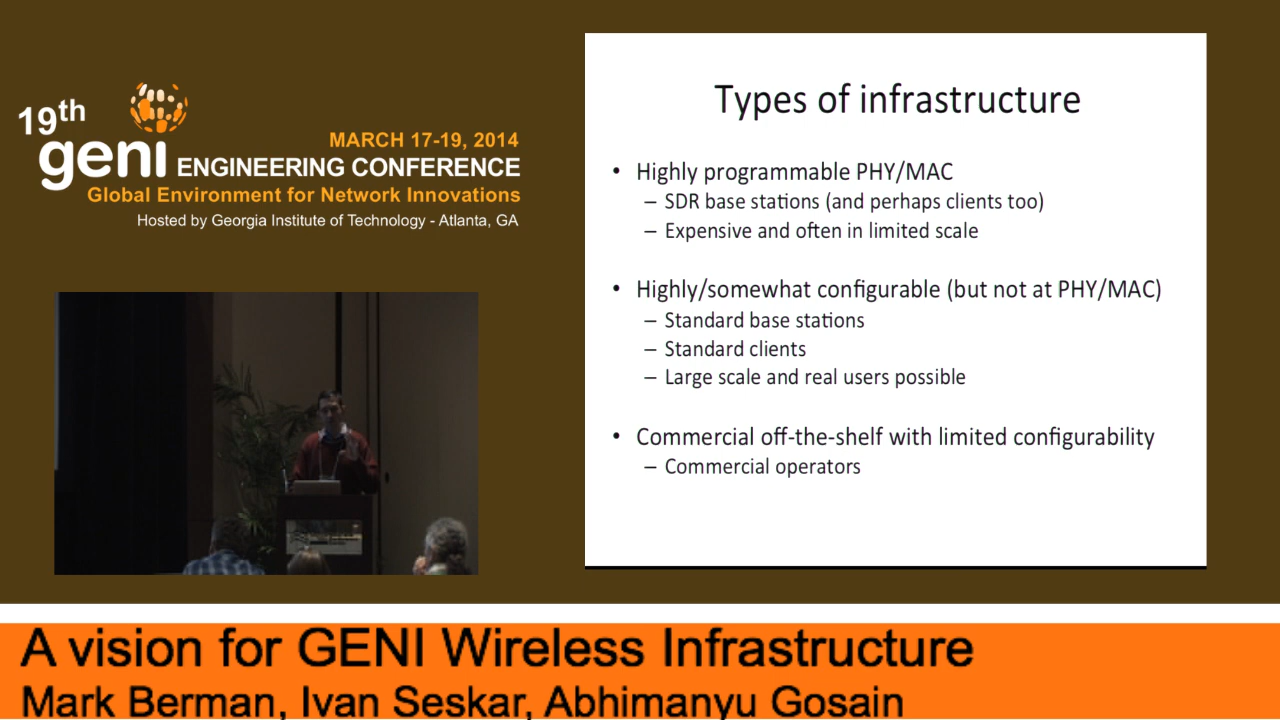 19th
geni
MARCH 17-19, 2014
ENGINEERING CONFERENCE
Global Environment for Network Innovations
Hosted by Georgia Institute of Technology - Atlanta, GA
Types of infrastructure
• Highly programmable PHY/MAC
– SDR base stations (and perhaps clients too)
– Expensive and often in limited scale
• Highly/somewhat configurable (but not at PHY/MAC)
– Standard base stations
– Standard clients
– Large scale and real users possible
• Commercial off-the-shelf with limited configurability
– Commercial operators
A vision for GENI Wireless Infrastructure
Mark Berman, Ivan Seskar, Abhimanyu Gosain